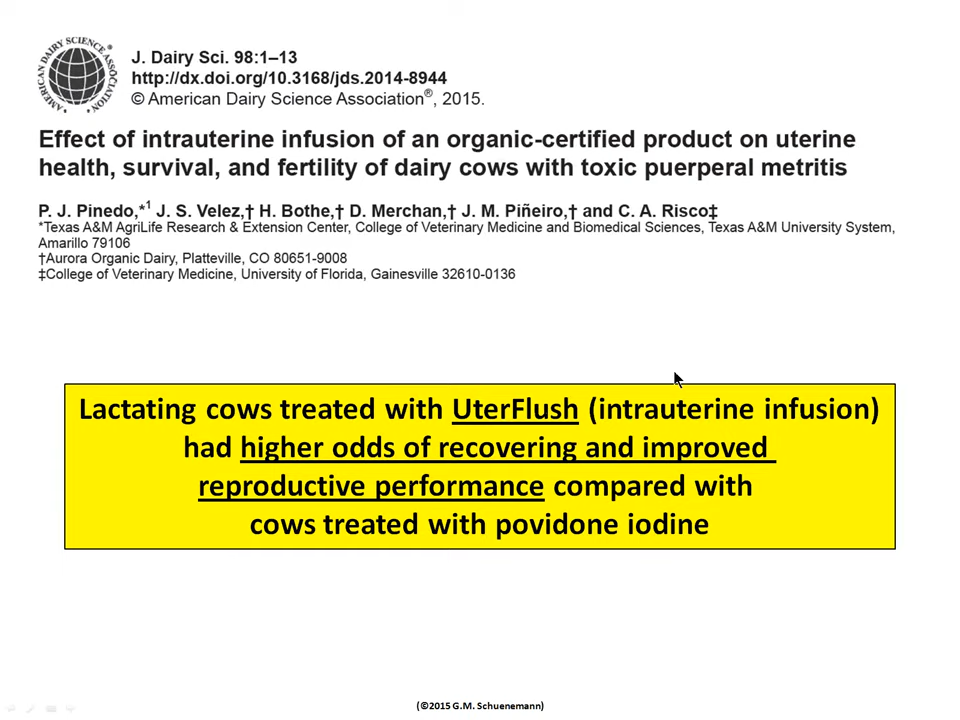 AMERICAN DAIRY SCIENCE ASSOCIATION®
J. Dairy Sci. 98:1–13
http://dx.doi.org/10.3168/jds.2014-8944
© American Dairy Science Association®, 2015.
Effect of intrauterine infusion of an organic-certified product on uterine
health, survival, and fertility of dairy cows with toxic puerperal metritis
P. J. Pinedo,*1 J. S. Velez,† H. Bothe,† D. Merchan,† J. M. Piñeiro,† and C. A. Risco‡
*Texas A&M AgriLife Research & Extension Center, College of Veterinary Medicine and Biomedical Sciences, Texas A&M University System,
Amarillo 79106
†Aurora Organic Dairy, Platteville, CO 80651-9008
‡College of Veterinary Medicine, University of Florida, Gainesville 32610-0136
Lactating cows treated with UterFlush (intrauterine infusion)
had higher odds of recovering and improved
reproductive performance compared with
cows treated with povidone iodine
(©2015 G.M. Schuenemann)